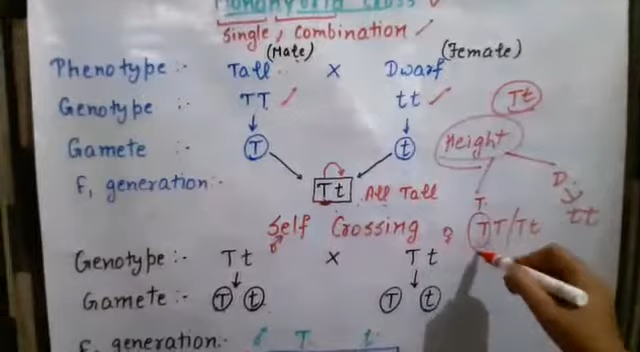 Monohybrid Cross
Single, Combination
(Male) (Female)
Phenotype :- Tall x Dwarf
Genotype :- TT tt Tt
Gamete :- T t Height
F₁ generation :- Tt All Tall T D
Self Crossing TT/Tt tt
Genotype :- Tt x Tt
Gamete :- T t T t
F₂ generation :- ♂ T t